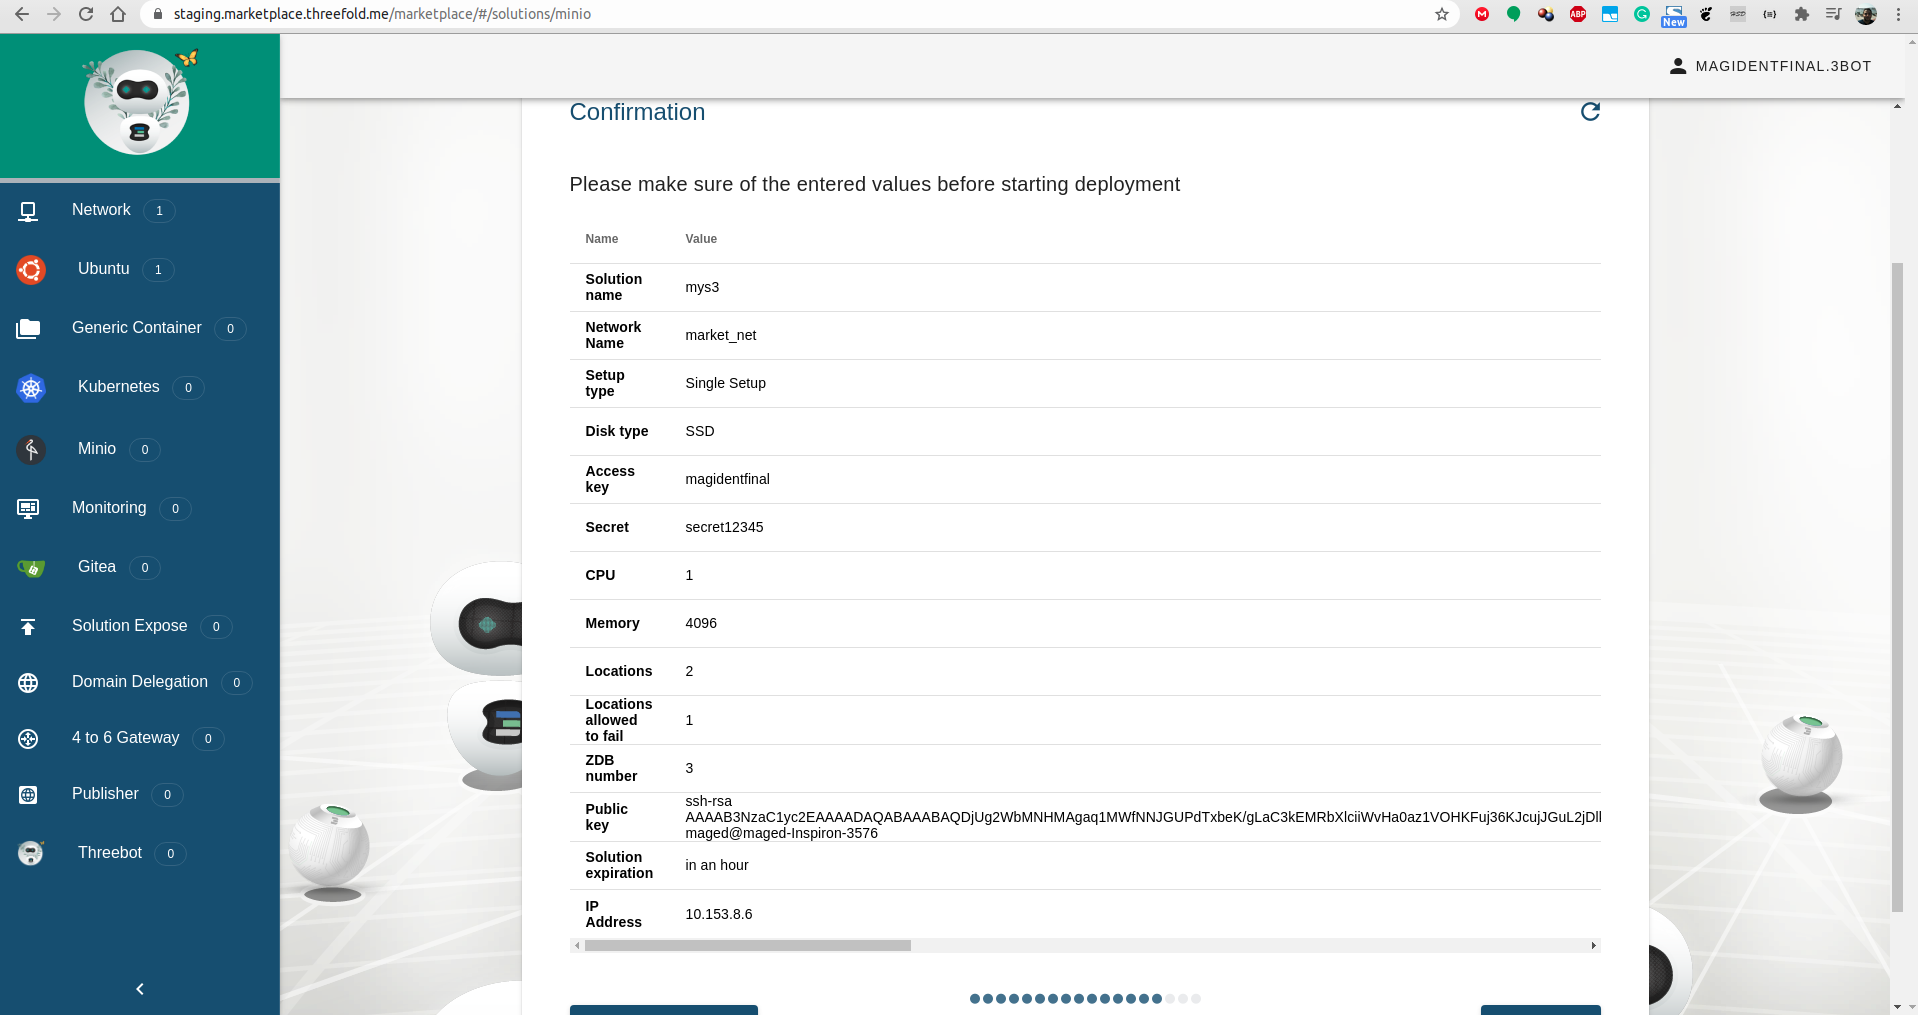 staging.marketplace.threefold.me/marketplace/#/solutions/minio
New
ABP
MAGIDENTFINAL.3BOT
Network 1
Ubuntu 1
Generic Container 0
Kubernetes 0
Minio 0
Monitoring 0
Gitea 0
Solution Expose 0
Domain Delegation 0
4 to 6 Gateway 0
Publisher 0
Threebot 0
Confirmation
Please make sure of the entered values before starting deployment
Name Value
Solution name mys3
Network Name market_net
Setup type Single Setup
Disk type SSD
Access key magidentfinal
Secret secret12345
CPU 1
Memory 4096
Locations 2
Locations allowed to fail 1
ZDB number 3
Public key ssh-rsa
AAAAB3NzaC1yc2EAAAADAQABAAABAQDjUg2WbMNHMAgaq1MWfNNJGUPdTxbeK/gLaC3kEMRbXlciiWvHa0az1VOHKFuj36KJcujJGuL2jDll
maged@maged-Inspiron-3576
Solution expiration in an hour
IP Address 10.153.8.6